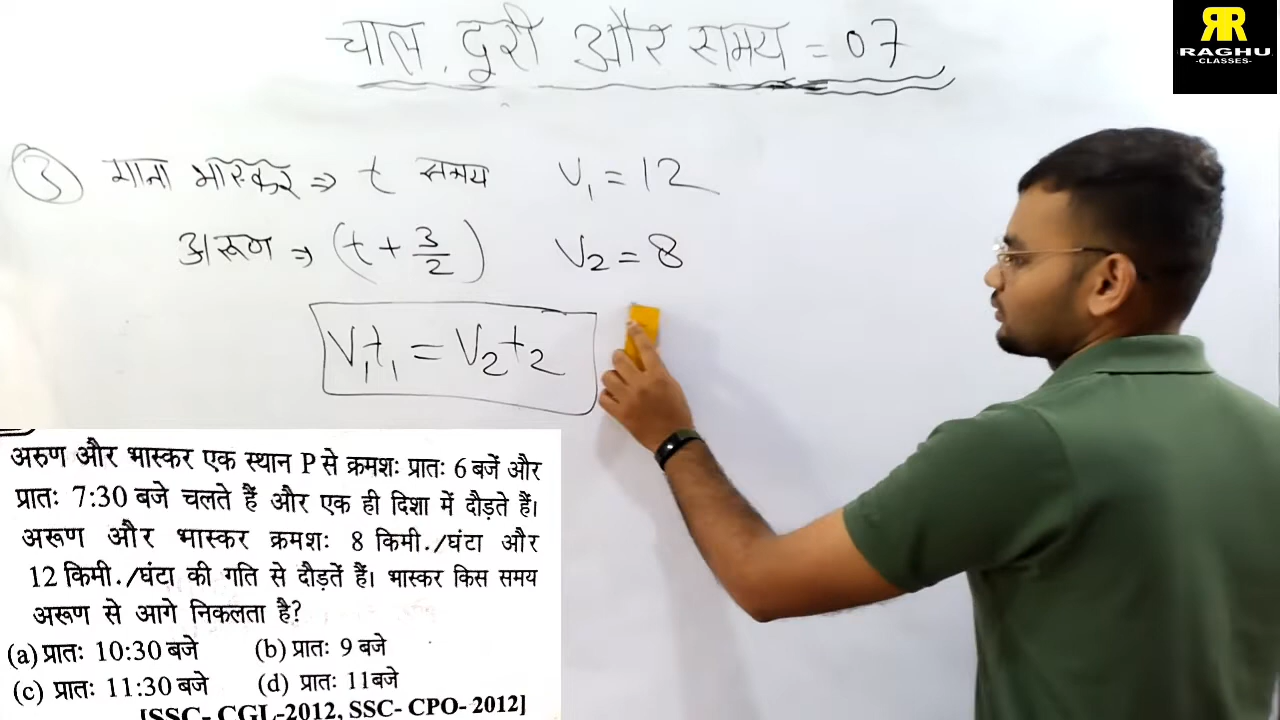 चाल, दूरी और समय = 07
RR
RAGHU
-CLASSES-
③ माना भास्कर ⇒ t समय V₁ = 12
अरूण ⇒ (t + 3/2) V₂ = 8
V₁t₁ = V₂t₂
अरुण और भास्कर एक स्थान P से क्रमशः प्रातः 6 बजें और
प्रातः 7:30 बजे चलते हैं और एक ही दिशा में दौड़ते हैं।
अरूण और भास्कर क्रमशः 8 किमी./घंटा और
12 किमी./घंटा की गति से दौड़तें हैं। भास्कर किस समय
अरूण से आगे निकलता है?
(a) प्रातः 10:30 बजे (b) प्रातः 9 बजे
(c) प्रातः 11:30 बजे (d) प्रातः 11बजे
[SSC- CGL-2012, SSC- CPO-2012]